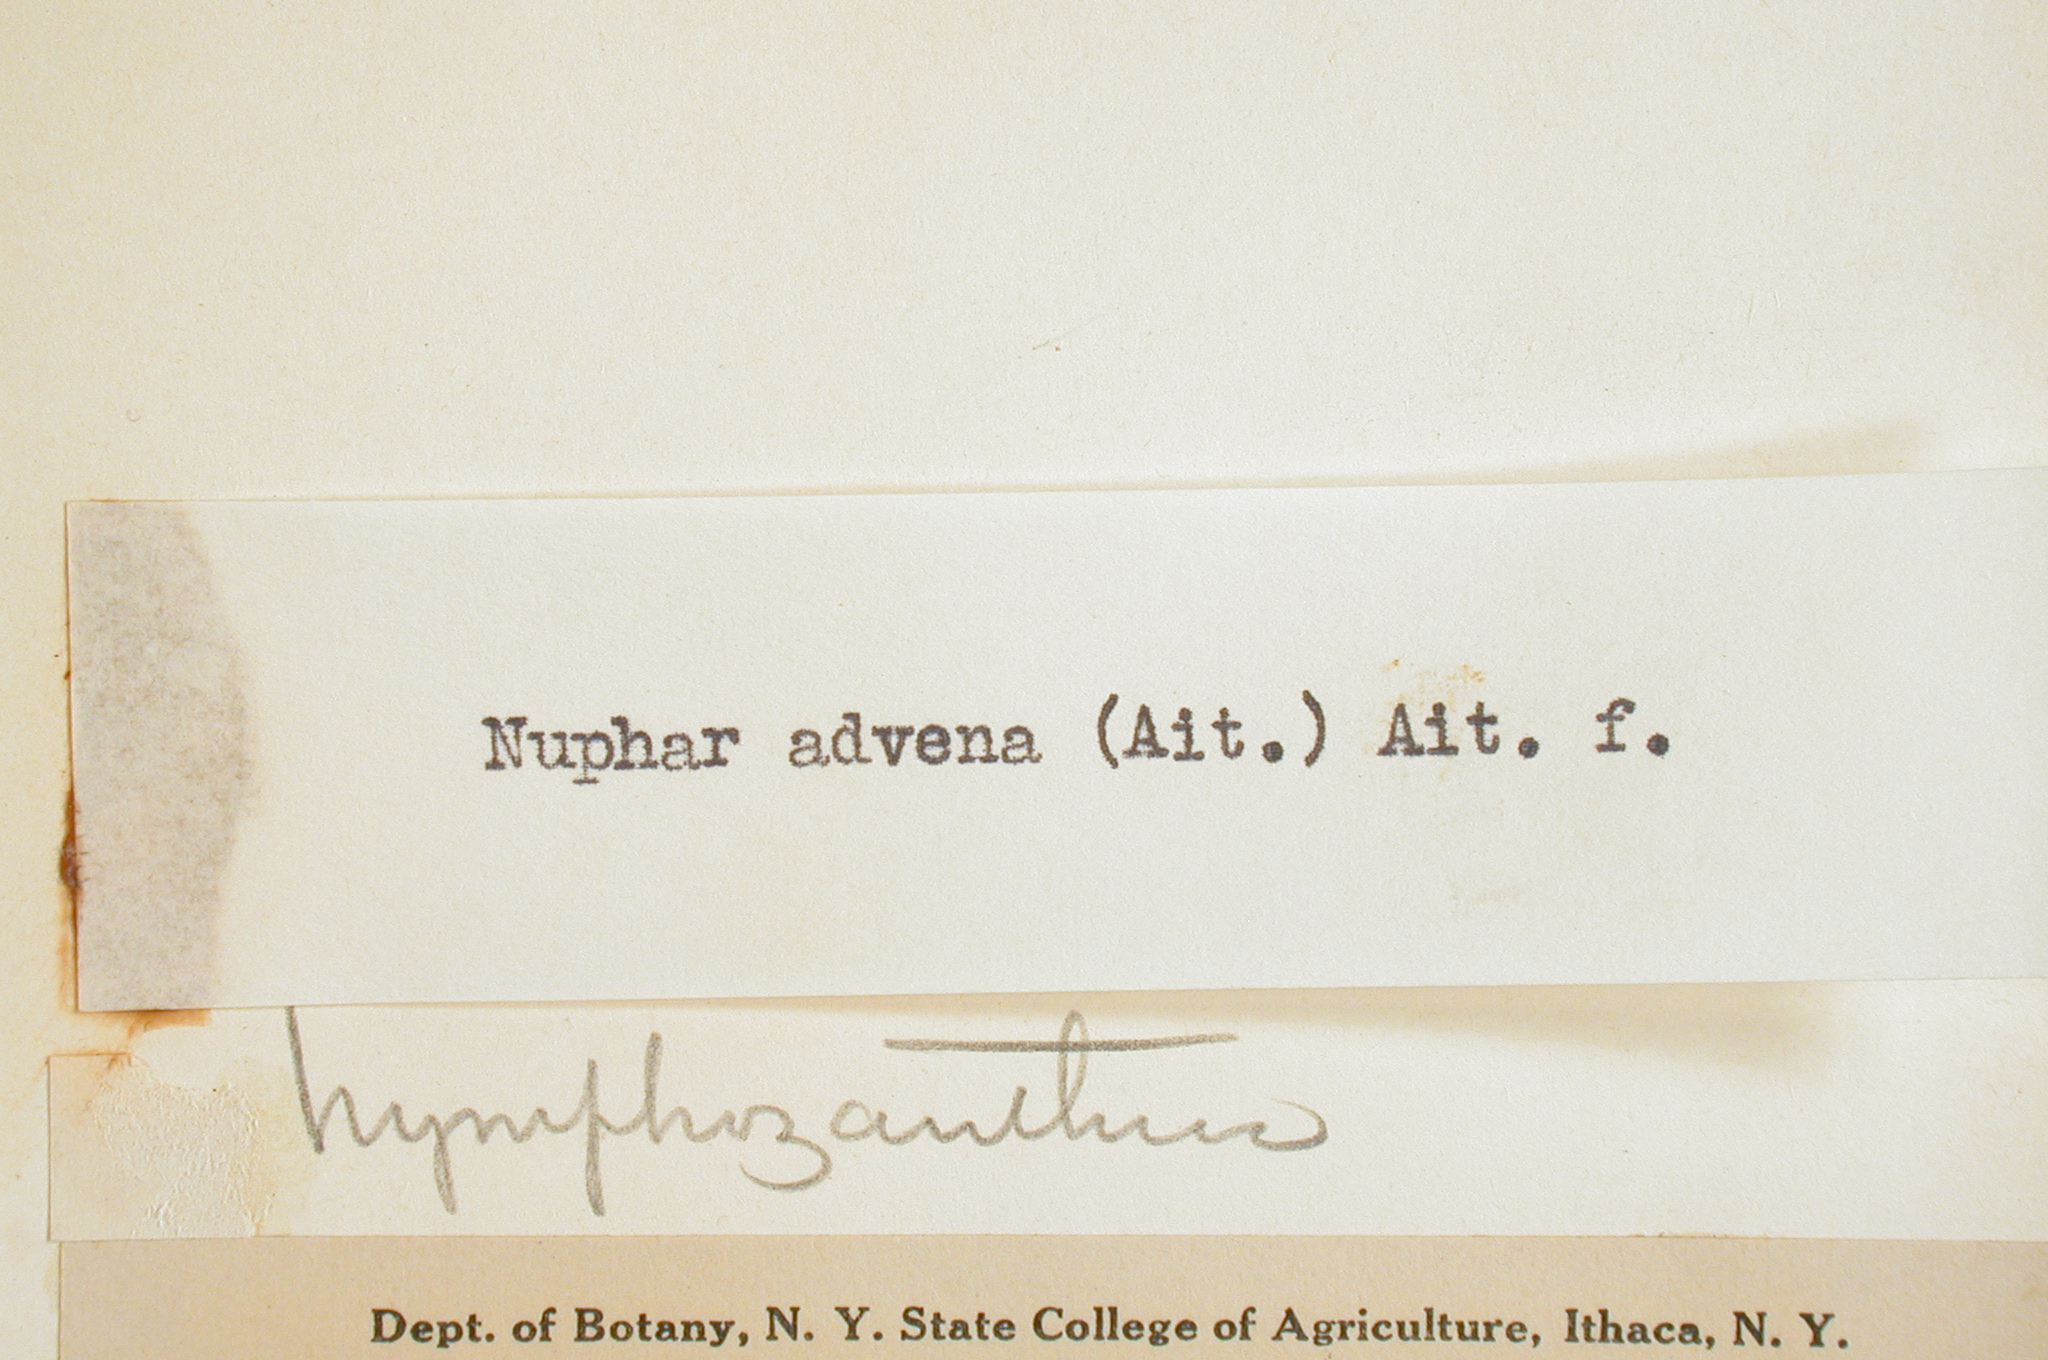 Nuphar advena (Ait.) Ait. f.
Nymphozanthus
Dept. of Botany, N. Y. State College of Agriculture, Ithaca, N. Y.